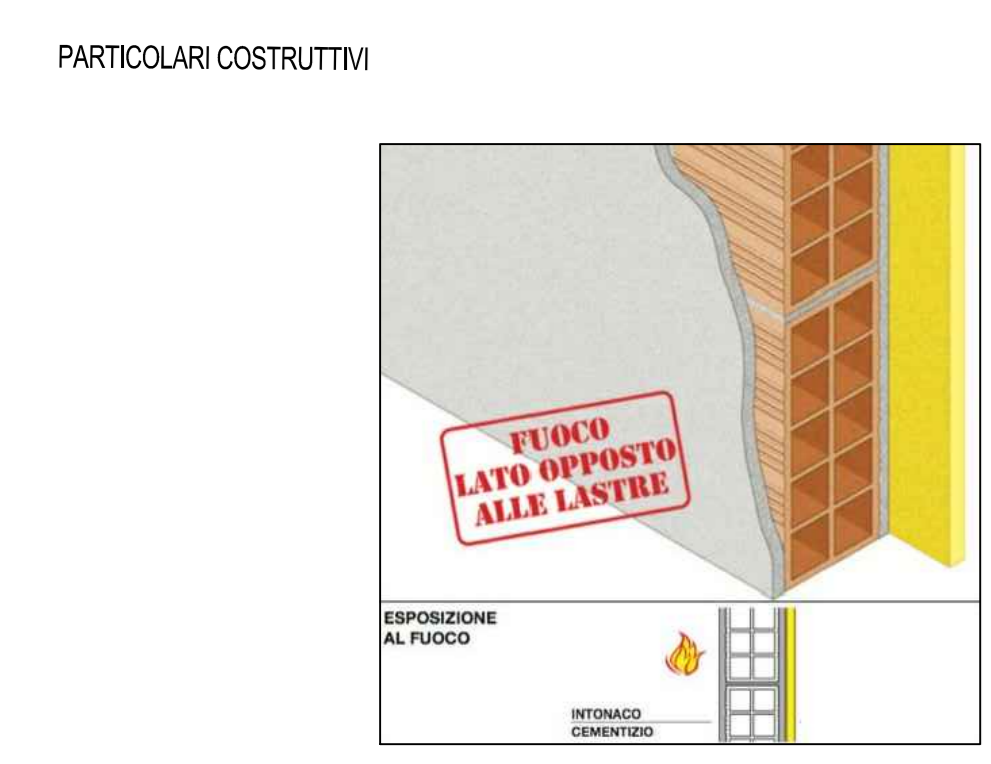 PARTICOLARI COSTRUTTIVI
FUOCO
LATO OPPOSTO
ALLE LASTRE
ESPOSIZIONE
AL FUOCO
INTONACO
CEMENTIZIO